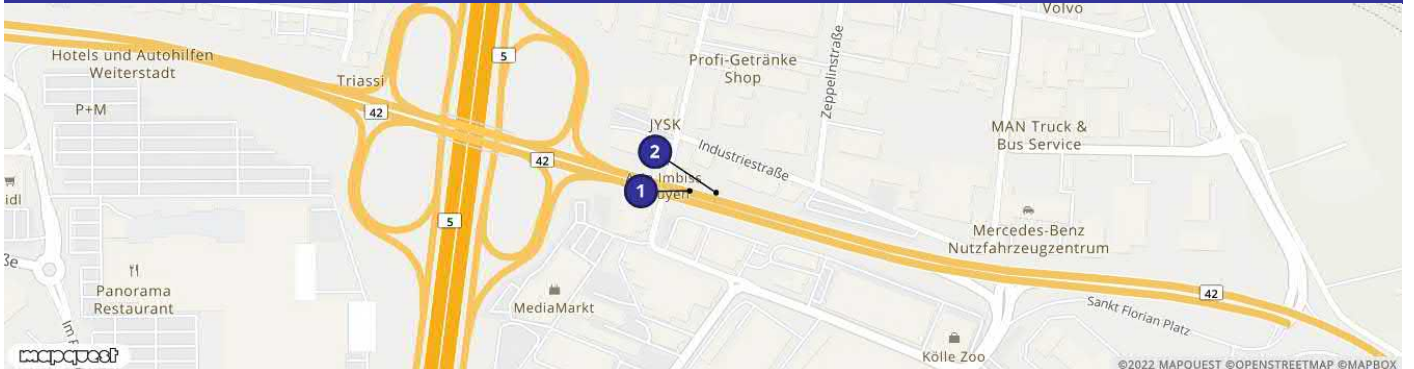 Volvo
Hotels und Autohilfen
Weiterstadt
5
Profi-Getränke
Shop
Zeppelinstraße
Triassi
P+M
42
JYSK
MAN Truck &
Bus Service
2
42
Industriestraße
Imbiss
1
5
Mercedes-Benz
Nutzfahrzeugzentrum
Panorama
Restaurant
MediaMarkt
42
Sankt Florian Platz
Kölle Zoo
mapquest
©2022 MAPQUEST ©OPENSTREETMAP ©MAPBOX